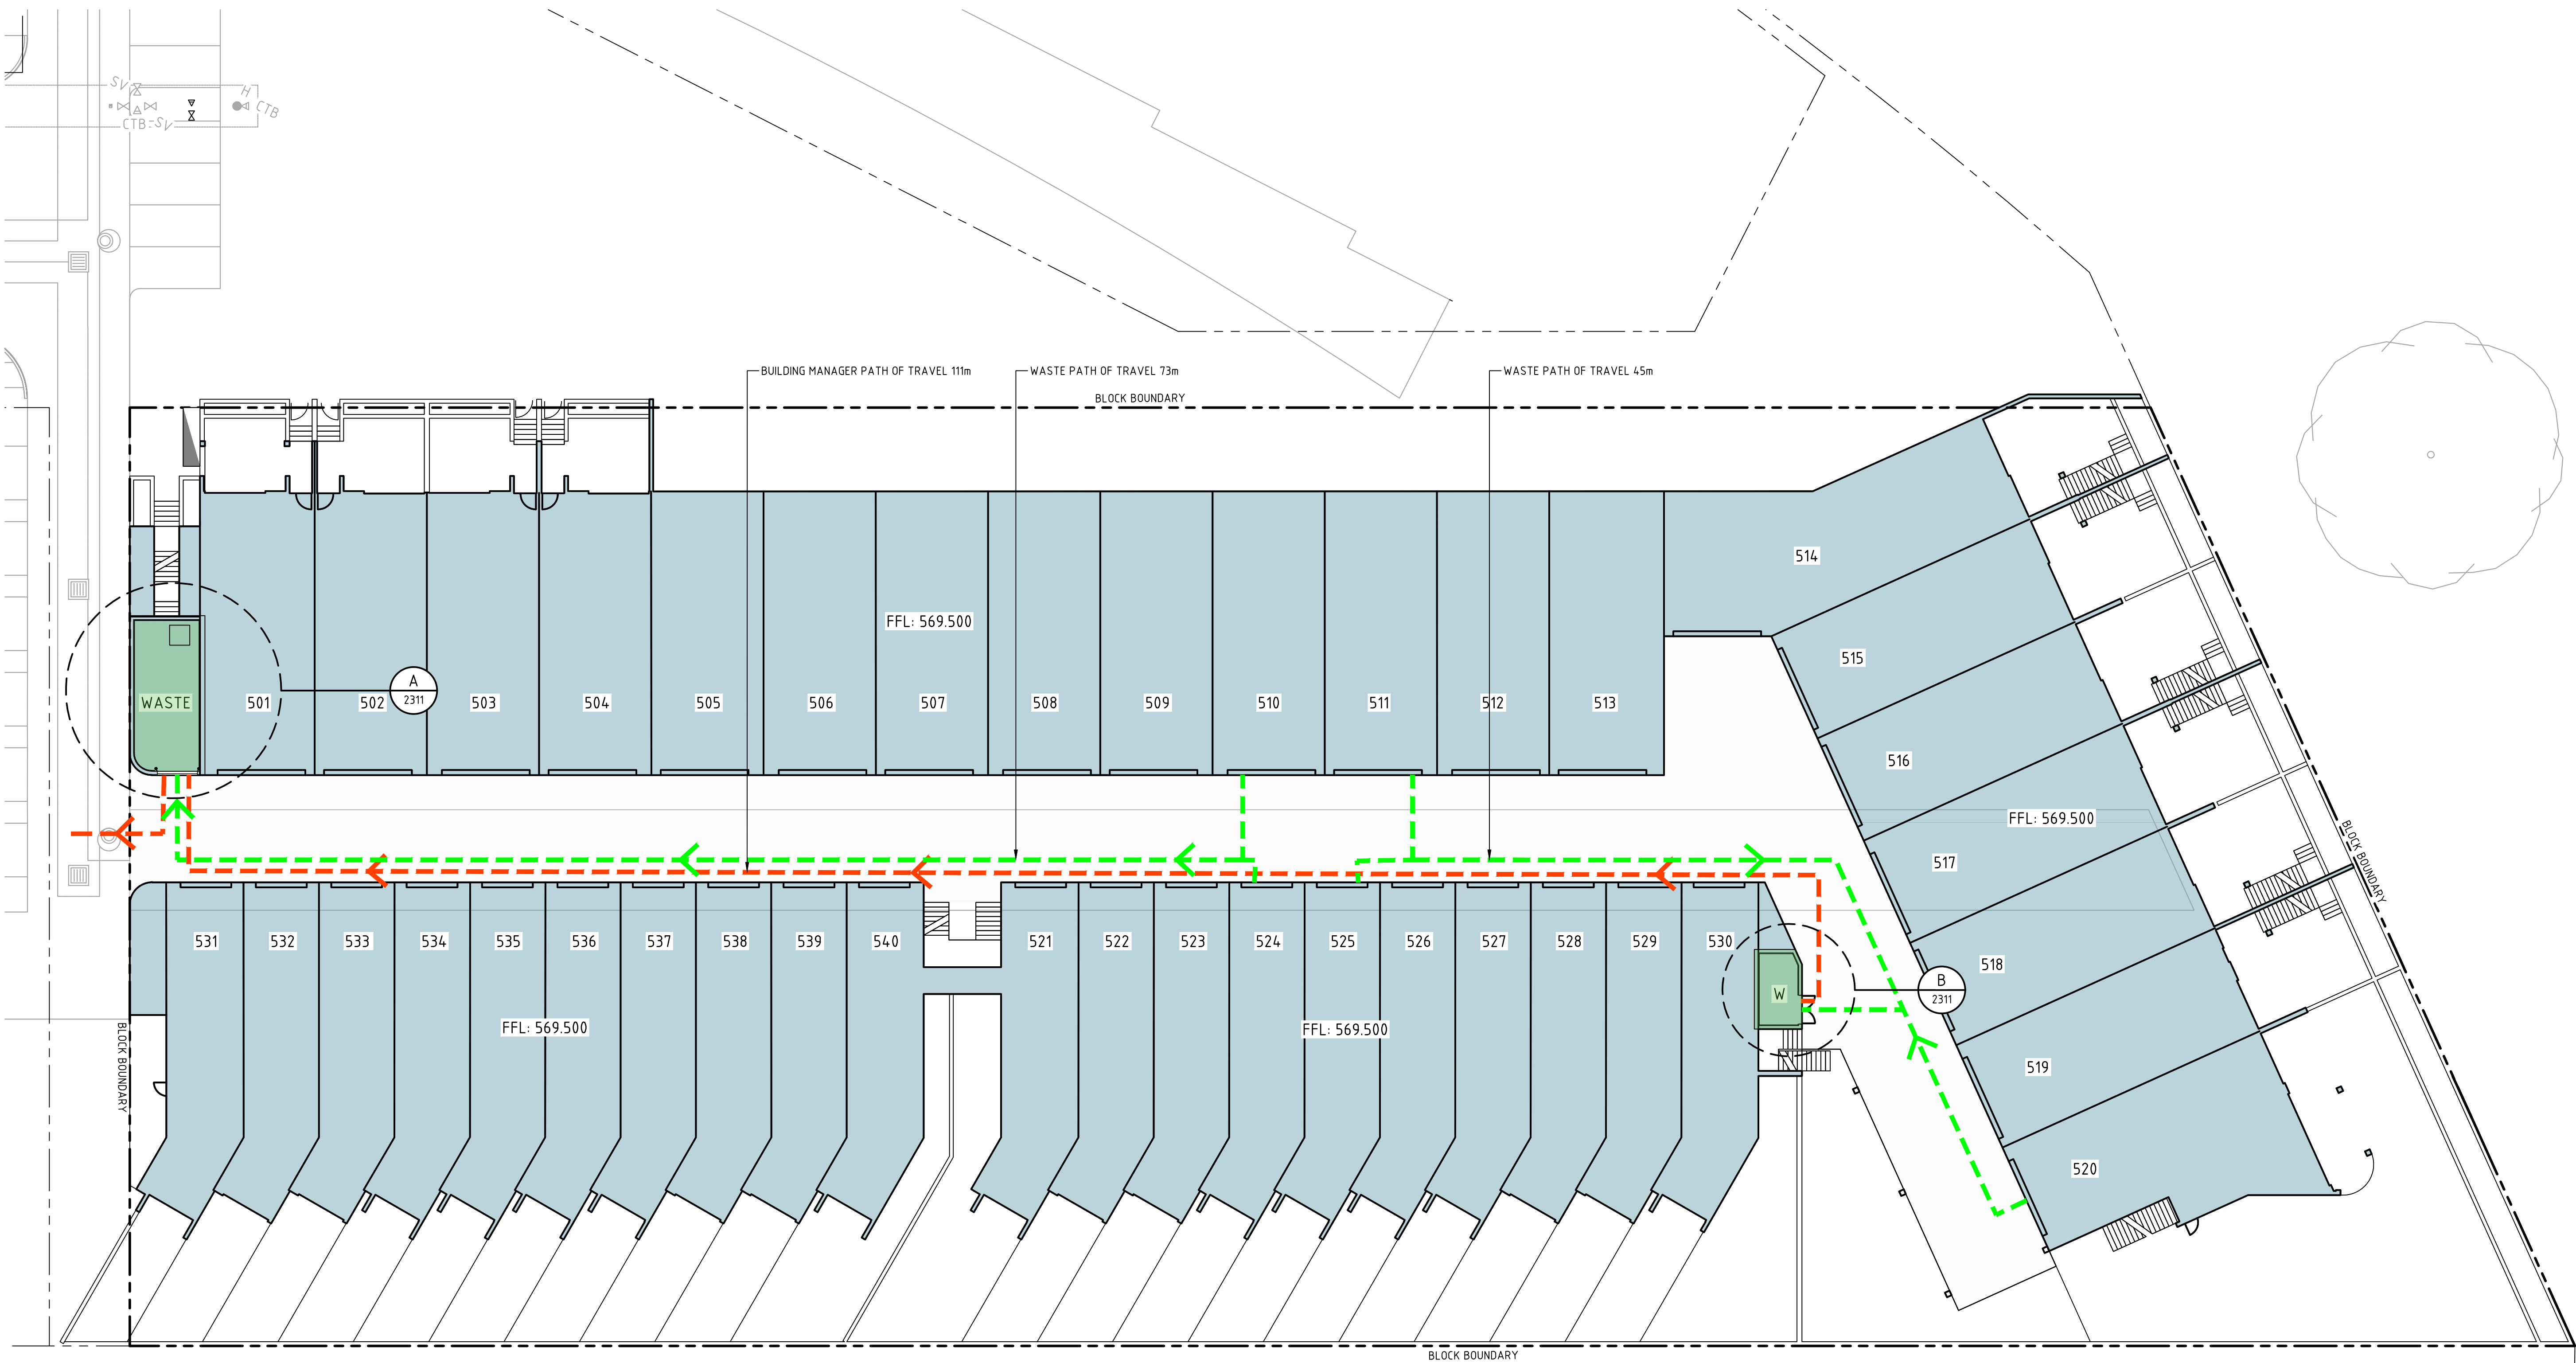 SV
H
CTB
CTB
SV
BUILDING MANAGER PATH OF TRAVEL 111m
WASTE PATH OF TRAVEL 73m
WASTE PATH OF TRAVEL 45m
BLOCK BOUNDARY
514
FFL: 569.500
515
A
2311
WASTE
501
502
503
504
505
506
507
508
509
510
511
512
513
516
FFL: 569.500
BLOCK BOUNDARY
517
531
532
533
534
535
536
537
538
539
540
521
522
523
524
525
526
527
528
529
530
518
B
2311
W
FFL: 569.500
FFL: 569.500
BLOCK BOUNDARY
519
520
BLOCK BOUNDARY